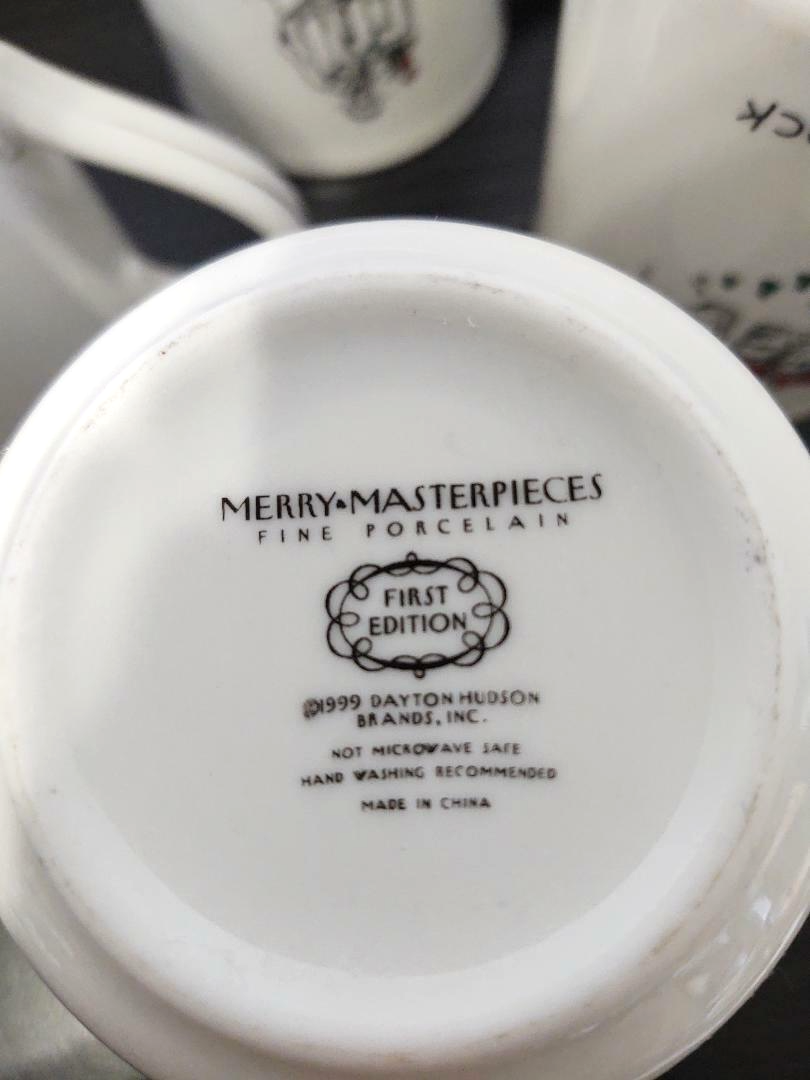 MERRY•MASTERPIECES
FINE PORCELAIN
FIRST
EDITION
©1999 DAYTON HUDSON
BRANDS, INC.
NOT MICROWAVE SAFE
HAND WASHING RECOMMENDED
MADE IN CHINA